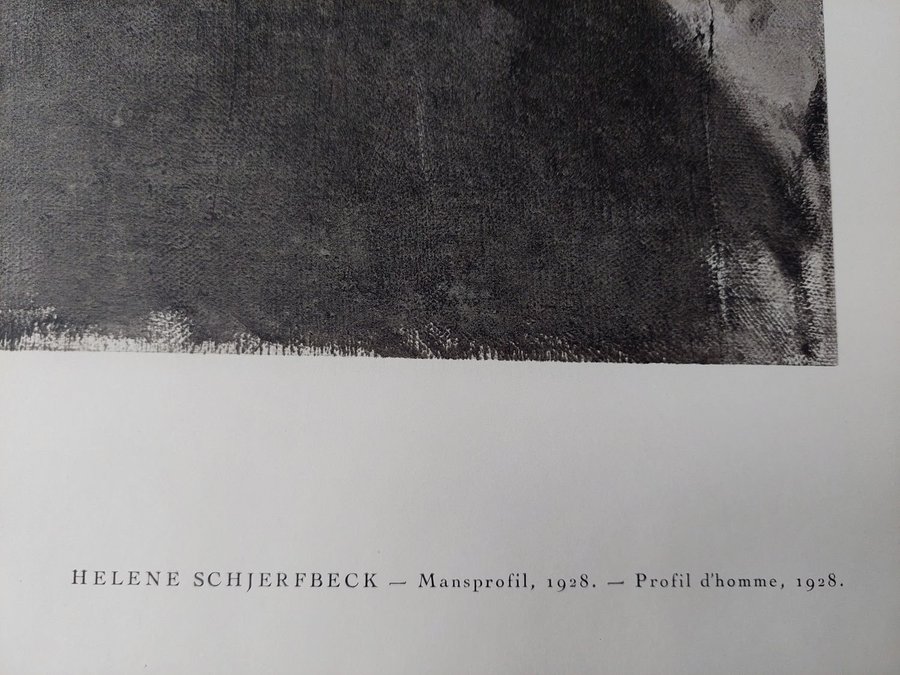 HELENE SCHJERFBECK — Mansprofil, 1928. — Profil d'homme, 1928.